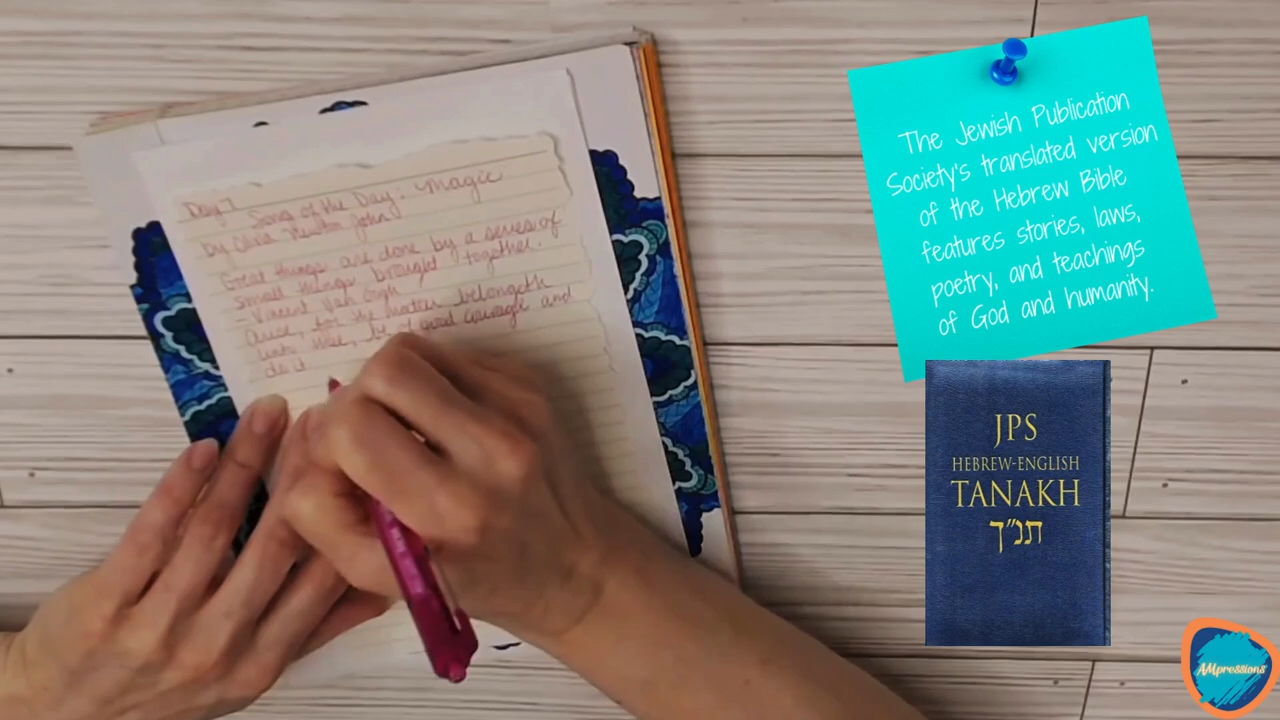 Day 7
Song of the Day: Magic
by Olivia Newton John
Great things are done by a series of
small things brought together.
Vincent Van Gogh
Arise, for the matter belongeth
unto thee, be of good courage and
do it.
The Jewish Publication
Society's translated version
of the Hebrew Bible
features stories, laws,
poetry, and teachings
of God and humanity.
JPS
HEBREW-ENGLISH
TANAKH
תנ"ך
AMpressions